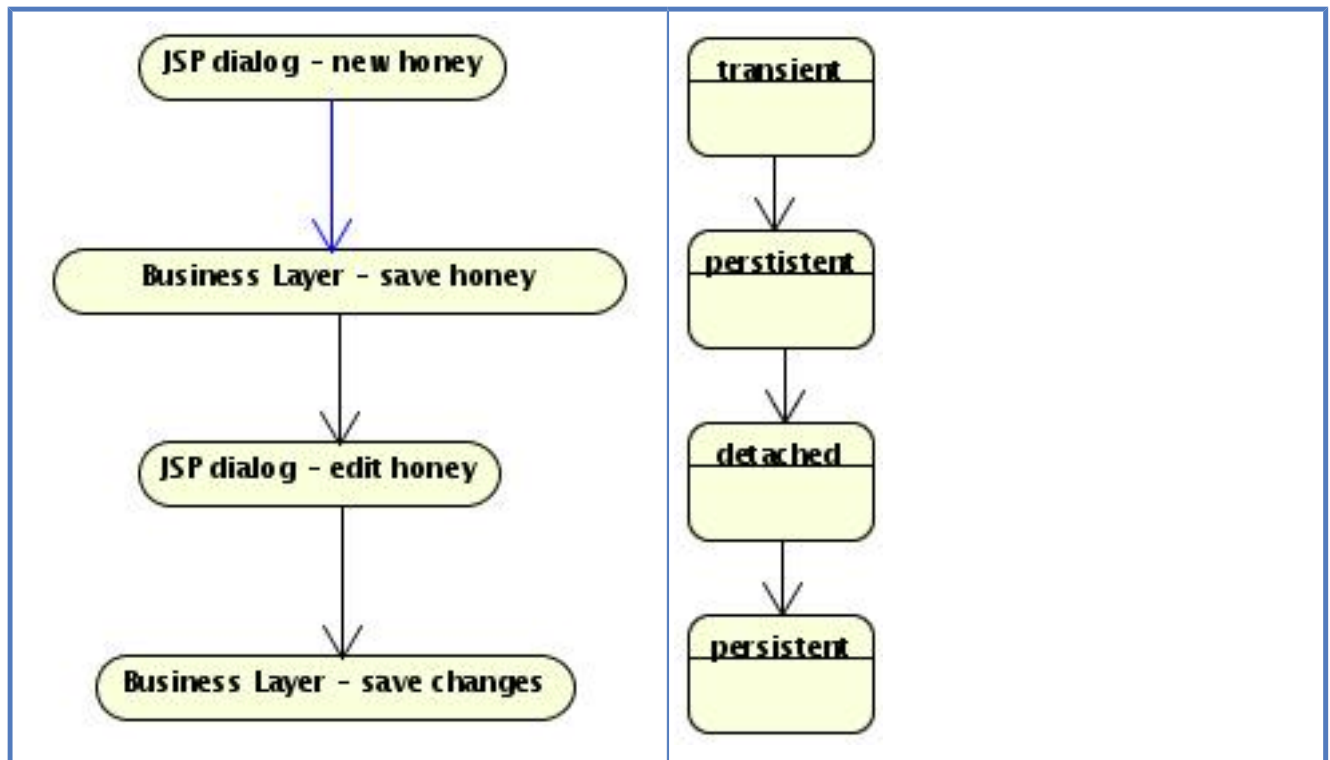 JSP dialog - new honey
Business Layer - save honey
JSP dialog - edit honey
Business Layer - save changes
transient
perstistent
detached
persistent